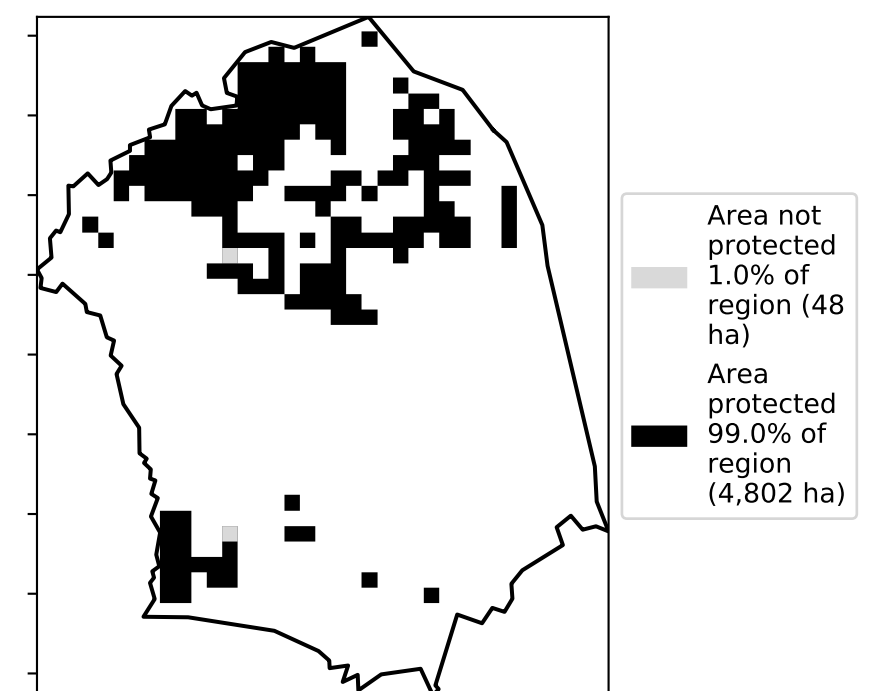 Area not
protected
1.0% of
region (48
ha)
Area
protected
99.0% of
region
(4,802 ha)